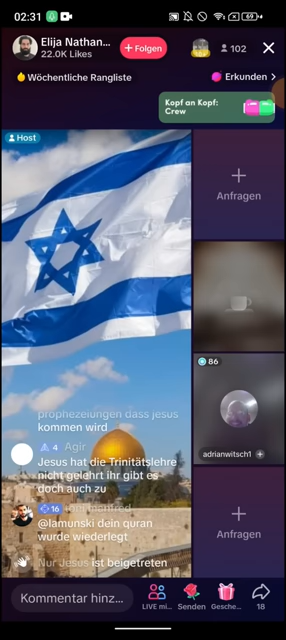 02:31
69
Elija Nathan...
22.0K Likes
+ Folgen
102
Wöchentliche Rangliste
Erkunden >
Kopf an Kopf:
Crew
Host
Anfragen
prophezeiungen dass jesus
kommen wird
4 Agir
Jesus hat die Trinitätslehre
nicht gelehrt ihr gibt es
doch auch zu
16
@lamunski dein quran
wurde wiederlegt
Nur Jesus ist beigetreten
86
adrianwitsch1
Anfragen
Kommentar hinz...
LIVE mi...
Senden
Gesche...
18